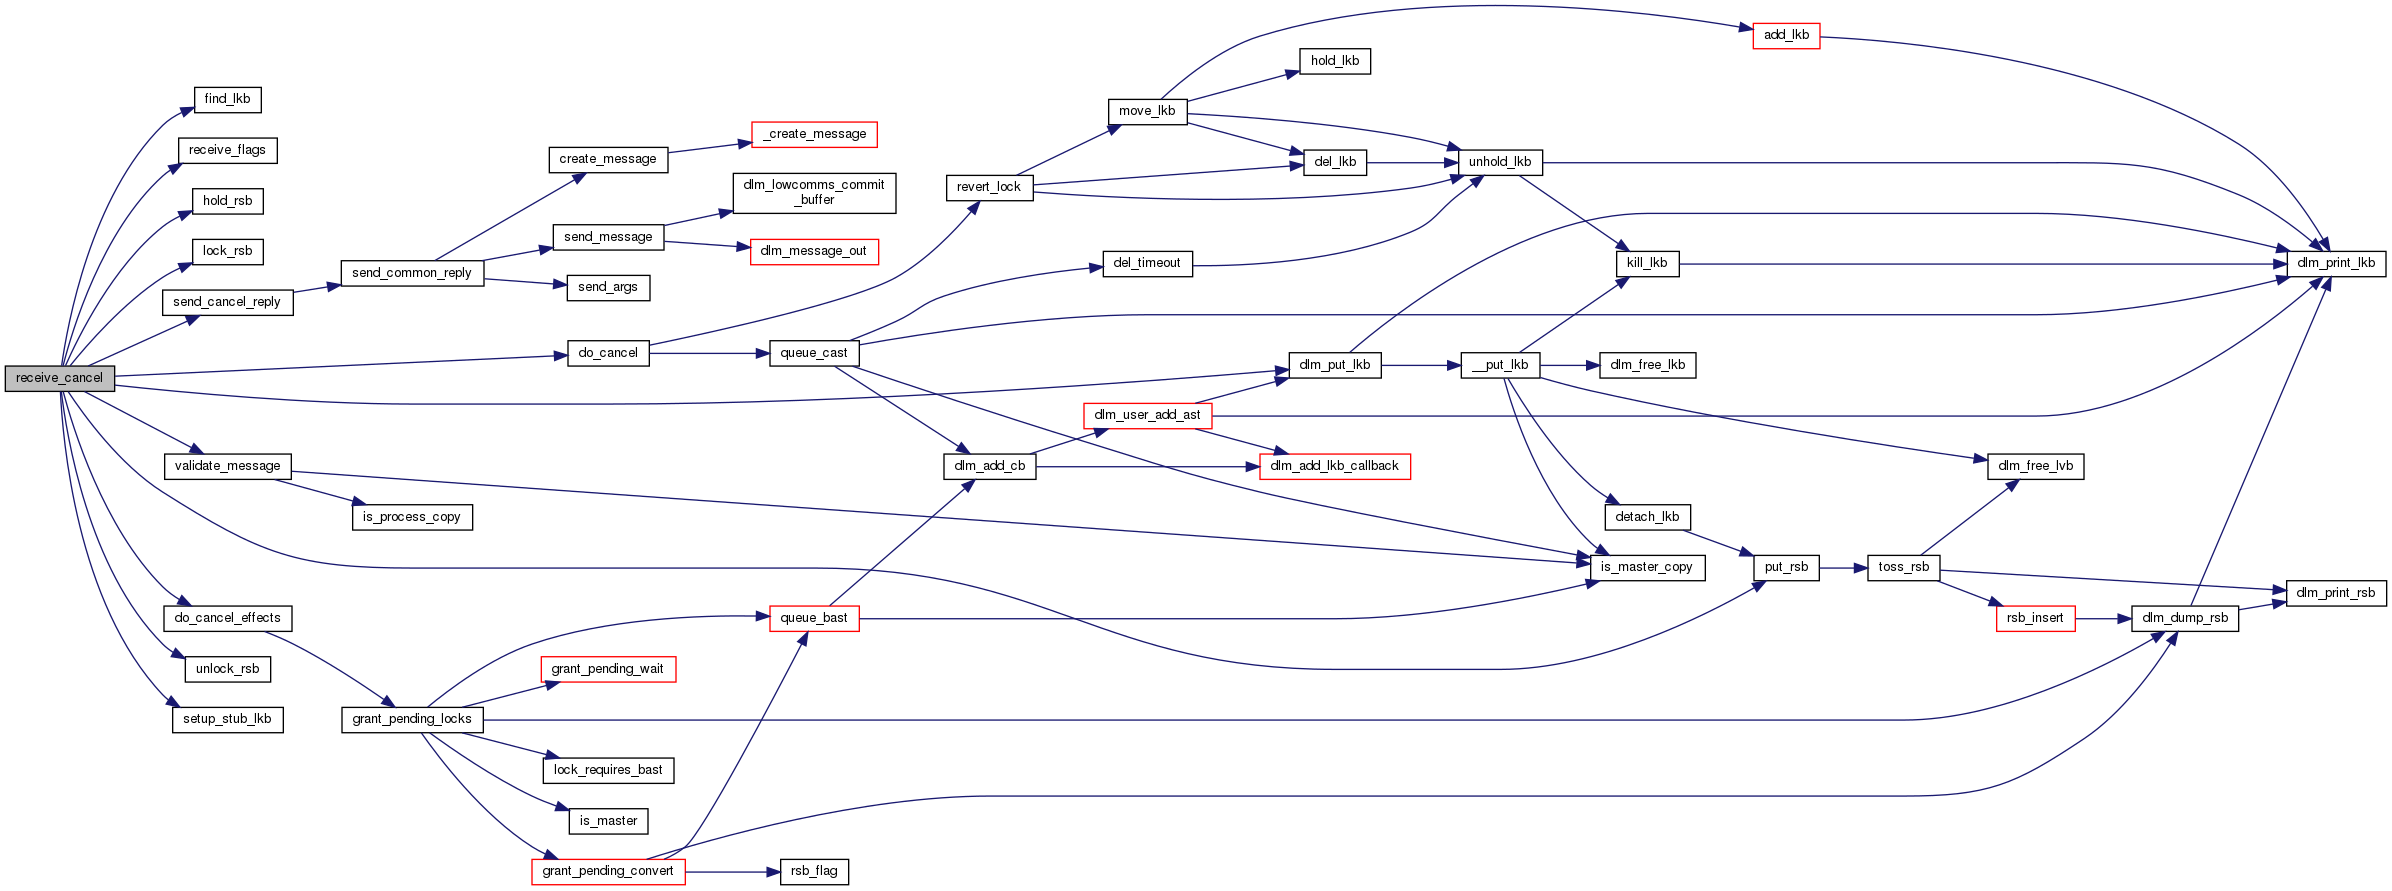 add_lkb
hold_lkb
find_lkb
move_lkb
_create_message
receive_flags
create_message
del_lkb
unhold_lkb
dlm_lowcomms_commit
_buffer
revert_lock
hold_rsb
send_message
lock_rsb
dlm_message_out
del_timeout
kill_lkb
dlm_print_lkb
send_common_reply
send_args
send_cancel_reply
do_cancel
queue_cast
dlm_put_lkb
__put_lkb
dlm_free_lkb
receive_cancel
dlm_user_add_ast
validate_message
dlm_add_cb
dlm_add_lkb_callback
dlm_free_lvb
is_process_copy
detach_lkb
is_master_copy
put_rsb
toss_rsb
dlm_print_rsb
do_cancel_effects
queue_bast
rsb_insert
dlm_dump_rsb
unlock_rsb
grant_pending_wait
setup_stub_lkb
grant_pending_locks
lock_requires_bast
is_master
grant_pending_convert
rsb_flag